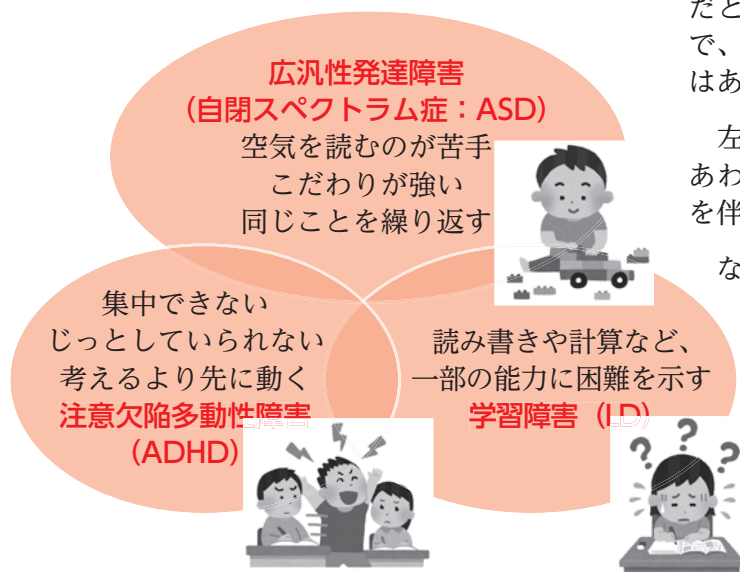 広汎性発達障害
（自閉スペクトラム症：ASD）
空気を読むのが苦手
こだわりが強い
同じことを繰り返す
集中できない
じっとしていられない
考えるより先に動く
注意欠陥多動性障害
（ADHD）
読み書きや計算など、
一部の能力に困難を示す
学習障害（LD）
だと
で、
はあ
左
あわ
を伴
な